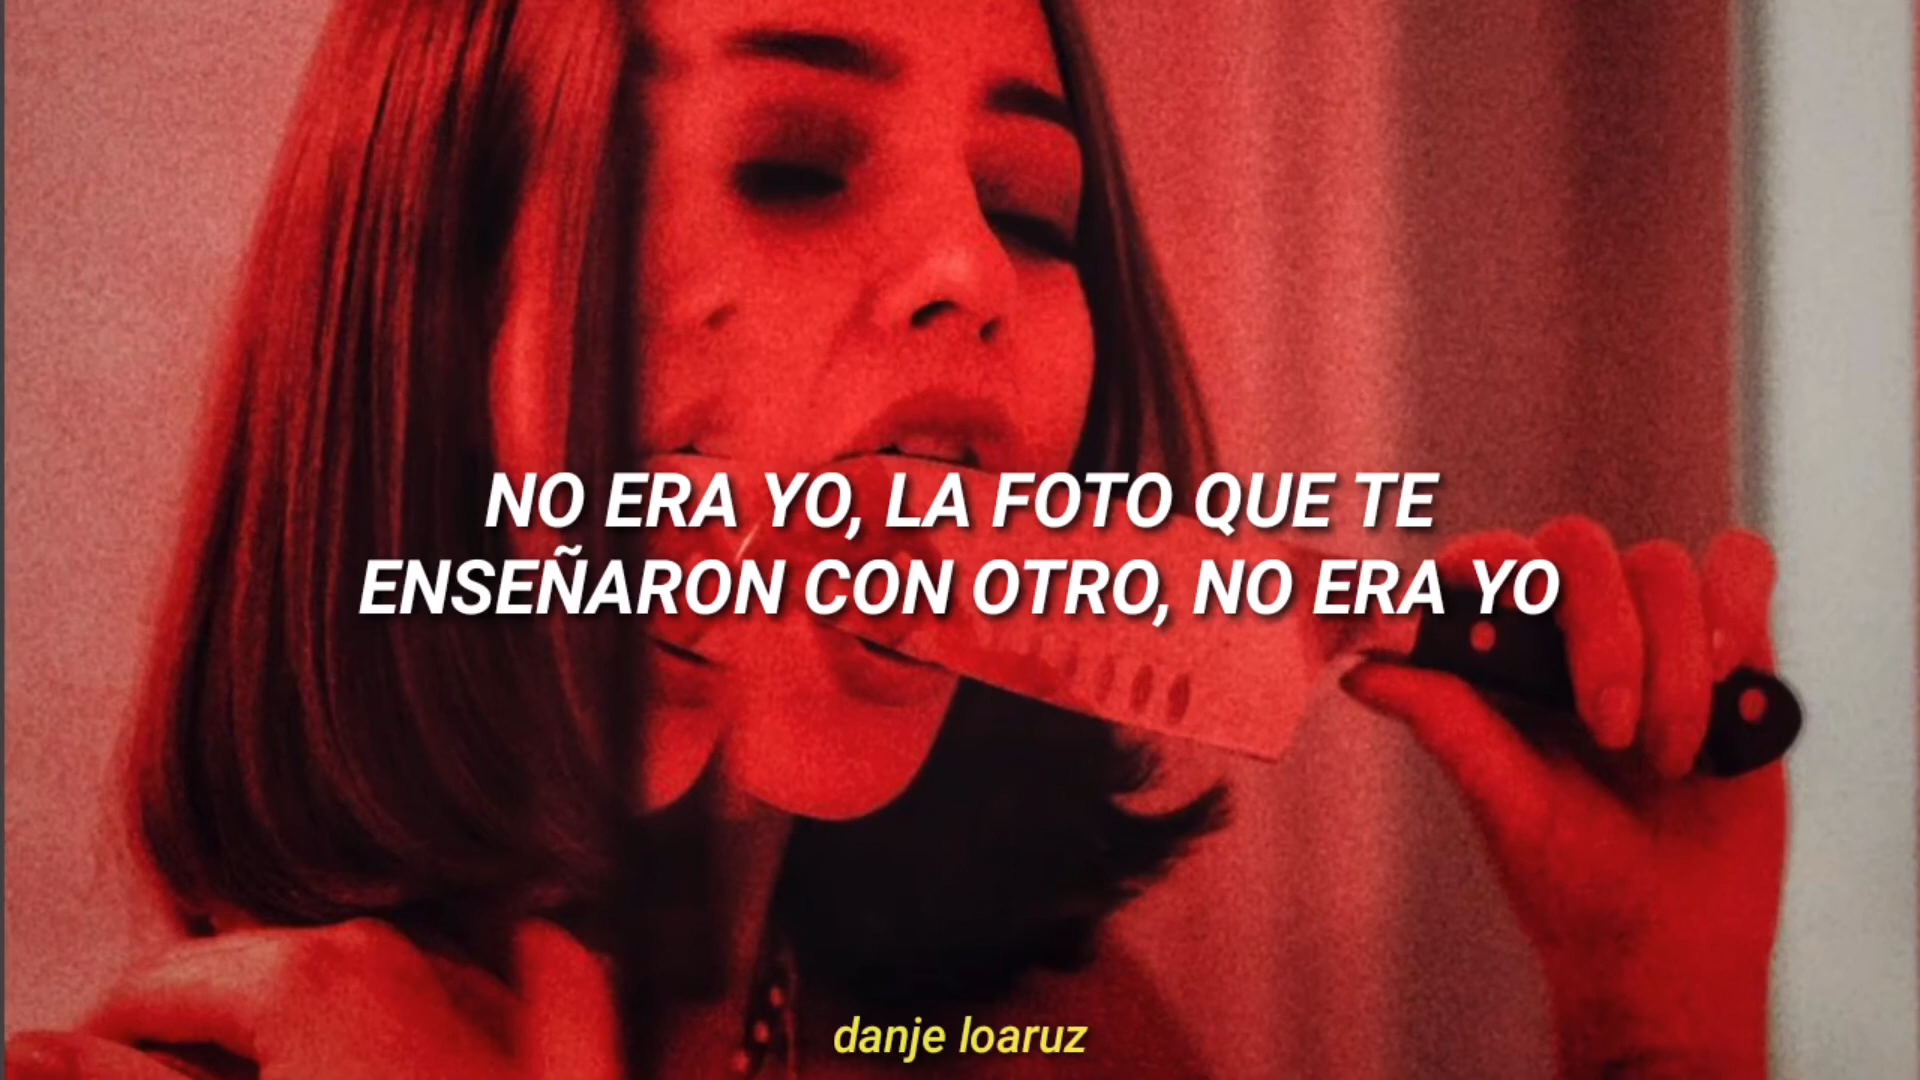 NO ERA YO, LA FOTO QUE TE
ENSEÑARON CON OTRO, NO ERA YO
danje loaruz